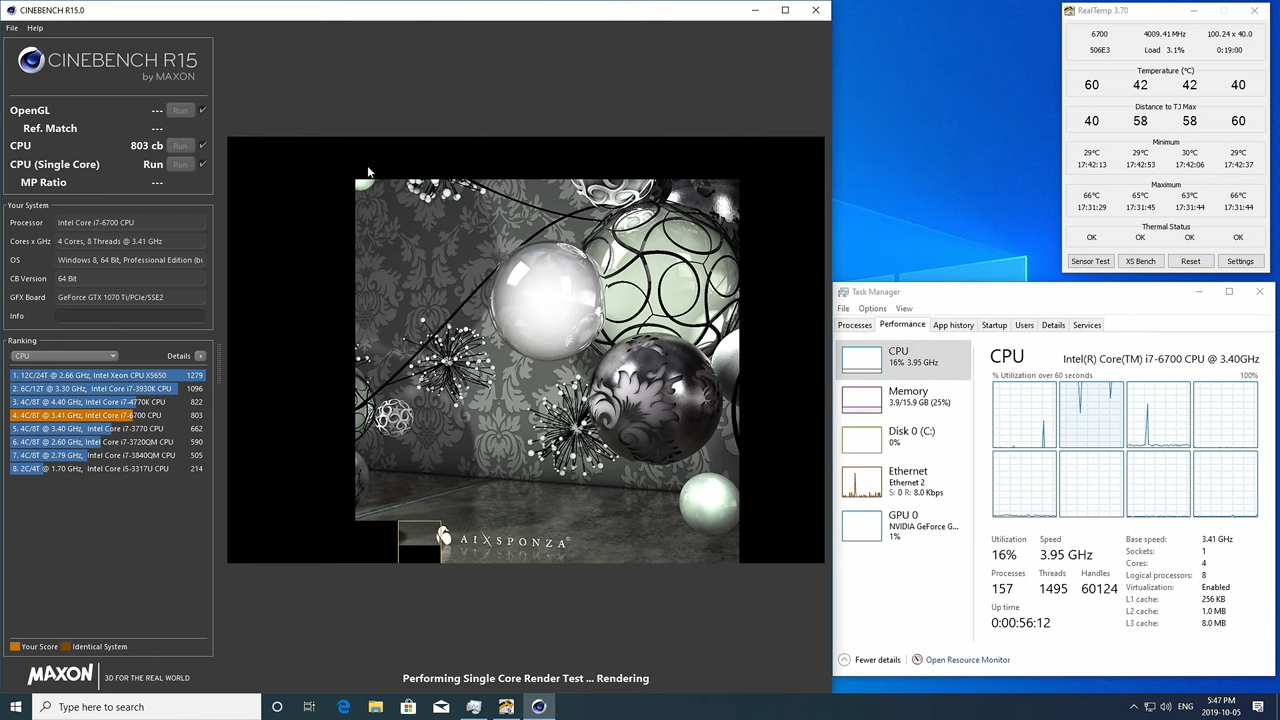 CINEBENCH R15.0
File Help
CINEBENCH R15
by MAXON
OpenGL --- Run
Ref. Match ---
CPU 803 cb Run
CPU (Single Core) Run Run
MP Ratio ---
Your System
Processor Intel Core i7-6700 CPU
Cores x GHz 4 Cores, 8 Threads @ 3.41 GHz
OS Windows 8, 64 Bit, Professional Edition (bu
CB Version 64 Bit
GFX Board GeForce GTX 1070 Ti/PCIe/SSE2
Info
Ranking
CPU Details
1. 12C/24T @ 2.66 GHz, Intel Xeon CPU X5650 1279
2. 6C/12T @ 3.30 GHz, Intel Core i7-3930K CPU 1096
3. 4C/8T @ 4.40 GHz, Intel Core i7-4770K CPU 822
4. 4C/8T @ 3.41 GHz, Intel Core i7-6700 CPU 803
5. 4C/8T @ 3.40 GHz, Intel Core i7-3770 CPU 662
6. 4C/8T @ 2.60 GHz, Intel Core i7-3720QM CPU 590
7. 4C/8T @ 2.79 GHz, Intel Core i7-3840QM CPU 505
8. 2C/4T @ 1.70 GHz, Intel Core i5-3317U CPU 214
Your Score Identical System
MAXON 3D FOR THE REAL WORLD
AIXSPONZA
Performing Single Core Render Test ... Rendering
RealTemp 3.70
6700 4009.41 MHz 100.24 x 40.0
506E3 Load 3.1% 0:19:00
Temperature (°C)
60 42 42 40
Distance to TJ Max
40 58 58 60
Minimum
29°C 29°C 30°C 29°C
17:42:13 17:42:53 17:42:06 17:42:37
Maximum
66°C 65°C 63°C 66°C
17:31:29 17:31:45 17:31:44 17:31:44
Thermal Status
OK OK OK OK
Sensor Test XS Bench Reset Settings
Task Manager
File Options View
Processes Performance App history Startup Users Details Services
CPU
16% 3.95 GHz
Memory
3.9/15.9 GB (25%)
Disk 0 (C:)
0%
Ethernet
Ethernet 2
S: 0 R: 8.0 Kbps
GPU 0
NVIDIA GeForce G...
1%
CPU Intel(R) Core(TM) i7-6700 CPU @ 3.40GHz
% Utilization over 60 seconds 100%
Utilization Speed
16% 3.95 GHz
Processes Threads Handles
157 1495 60124
Up time
0:00:56:12
Base speed: 3.41 GHz
Sockets: 1
Cores: 4
Logical processors: 8
Virtualization: Enabled
L1 cache: 256 KB
L2 cache: 1.0 MB
L3 cache: 8.0 MB
Fewer details Open Resource Monitor
Type here to search
ENG
5:47 PM
2019-10-05